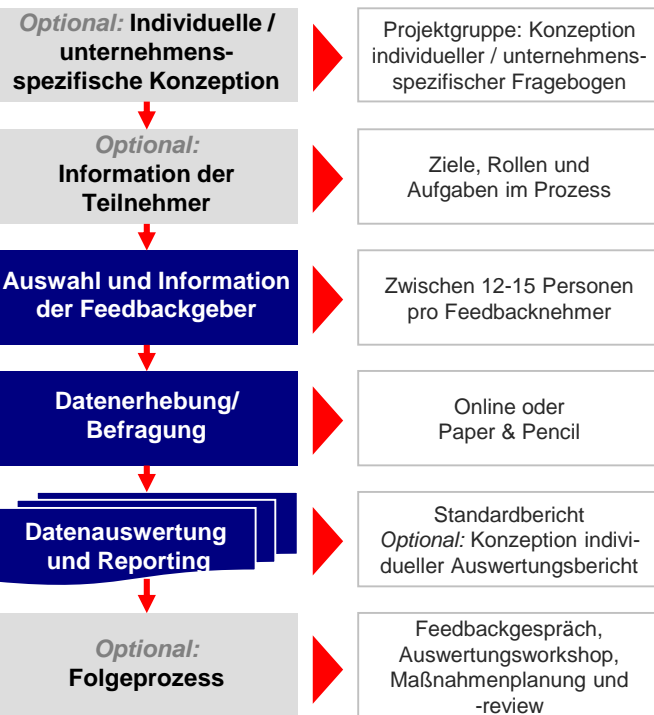 Optional: Individuelle /
unternehmens-
spezifische Konzeption
Projektgruppe: Konzeption
individueller / unternehmens-
spezifischer Fragebogen
Optional:
Information der
Teilnehmer
Ziele, Rollen und
Aufgaben im Prozess
Auswahl und Information
der Feedbackgeber
Zwischen 12-15 Personen
pro Feedbacknehmer
Datenerhebung/
Befragung
Online oder
Paper & Pencil
Datenauswertung
und Reporting
Standardbericht
Optional: Konzeption indivi-
dueller Auswertungsbericht
Optional:
Folgeprozess
Feedbackgespräch,
Auswertungsworkshop,
Maßnahmenplanung und
-review